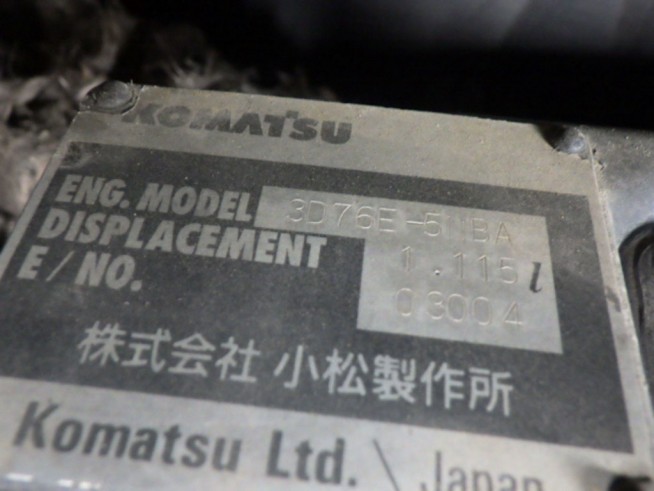 KOMATSU
ENG. MODEL 3D76E-5NBA
DISPLACEMENT 1.115 l
E/NO. 03004
株式会社 小松製作所
Komatsu Ltd. \ Japan